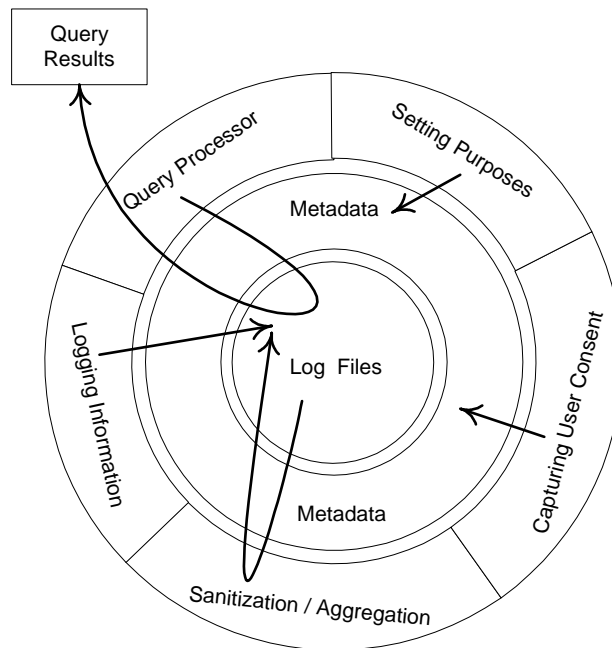 Query
Results
Query Processor
Setting Purposes
Metadata
Logging Information
Log Files
Capturing User Consent
Metadata
Sanitization / Aggregation